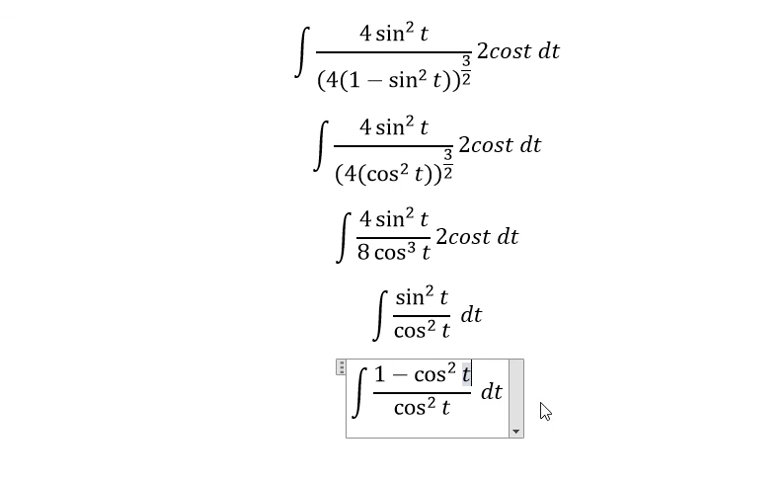 ∫ 4 sin² t / (4(1 − sin² t))^(3/2) 2cost dt
∫ 4 sin² t / (4(cos² t))^(3/2) 2cost dt
∫ 4 sin² t / 8 cos³ t 2cost dt
∫ sin² t / cos² t dt
∫ 1 − cos² t / cos² t dt